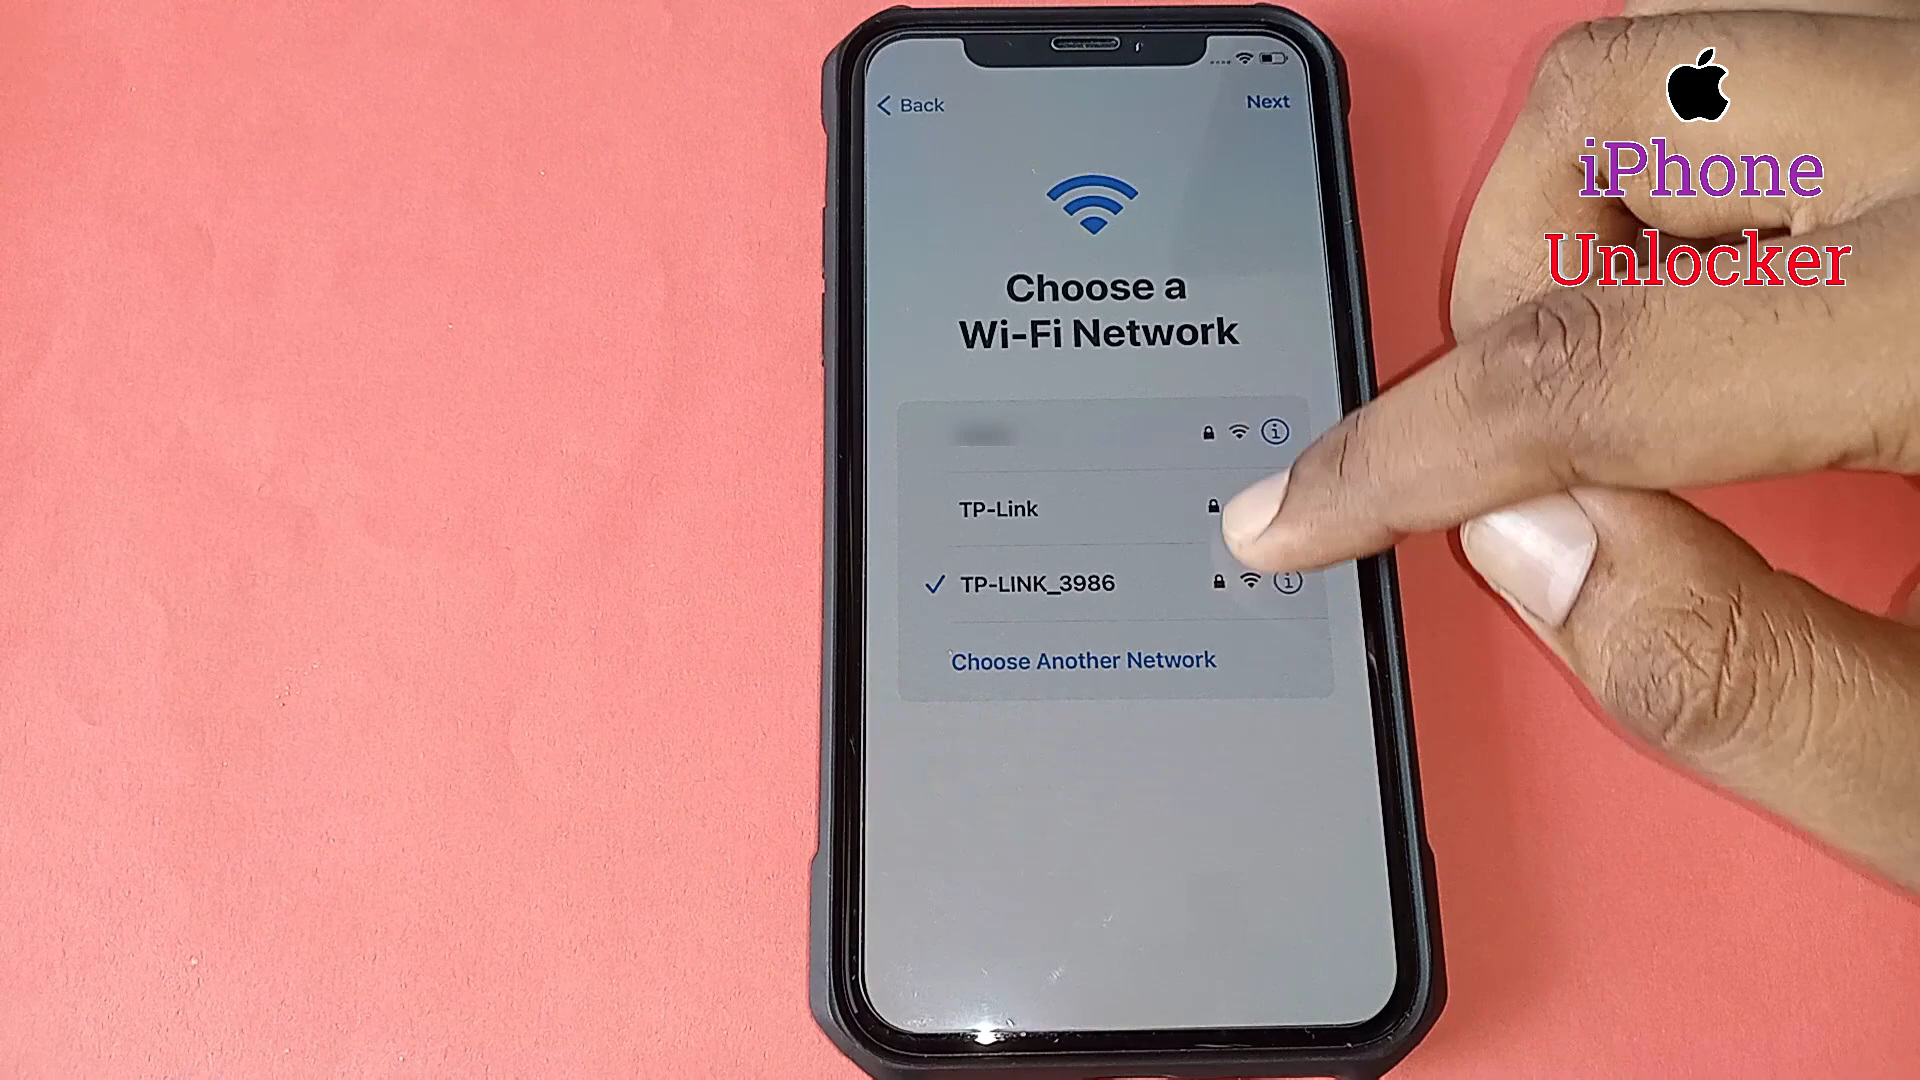 Back
Next
Choose a
Wi-Fi Network
TP-Link
TP-LINK_3986
Choose Another Network
iPhone
Unlocker